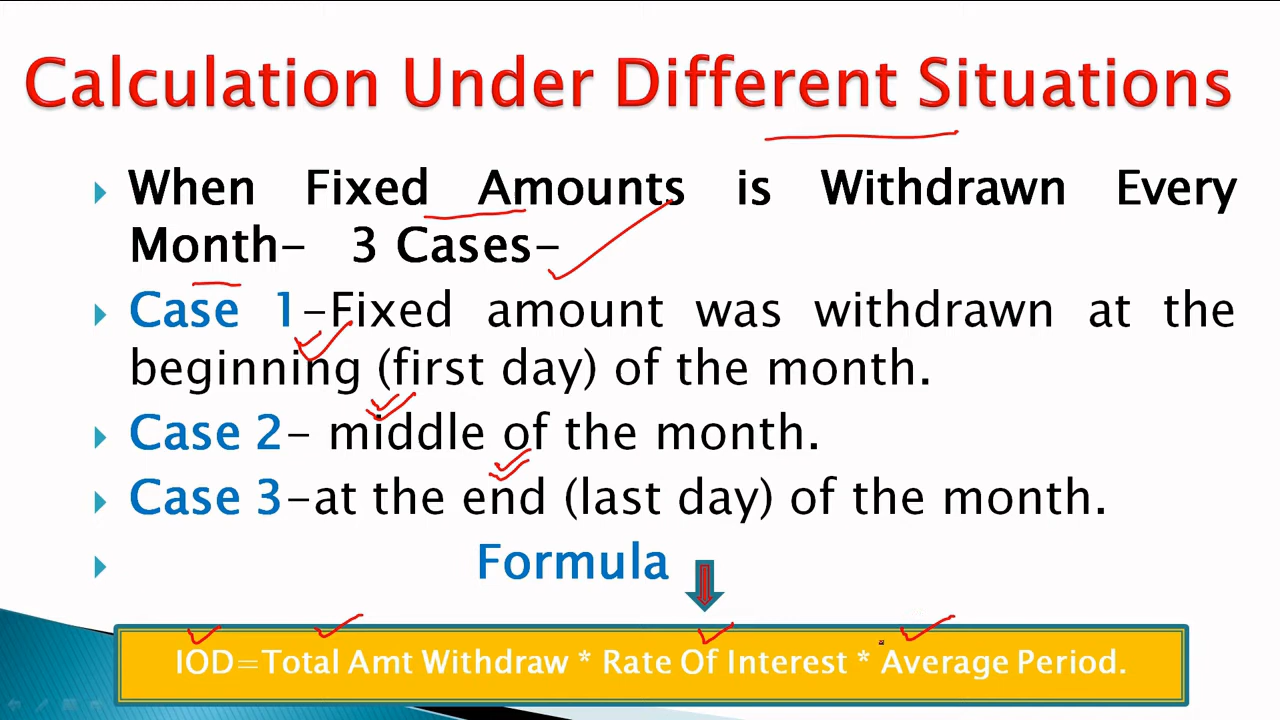 Calculation Under Different Situations
When Fixed Amounts is Withdrawn Every
Month- 3 Cases-
Case 1-Fixed amount was withdrawn at the
beginning (first day) of the month.
Case 2- middle of the month.
Case 3-at the end (last day) of the month.
Formula
IOD=Total Amt Withdraw * Rate Of Interest * Average Period.